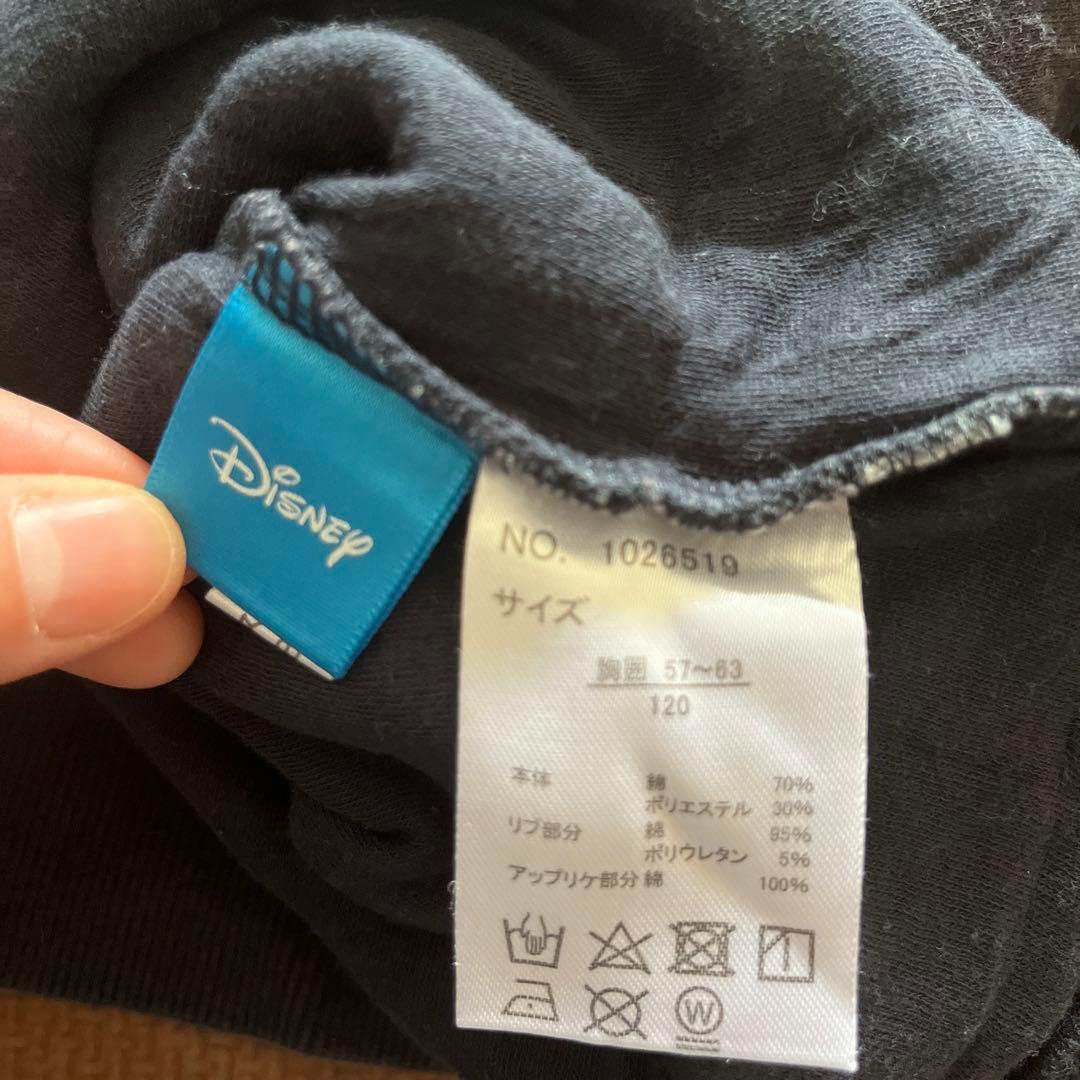 Disney
NO. 1026519
サイズ
胸囲 57～63
120
本体 綿 70%
ポリエステル 30%
リブ部分 綿 95%
ポリウレタン 5%
アップリケ部分 綿 100%
W